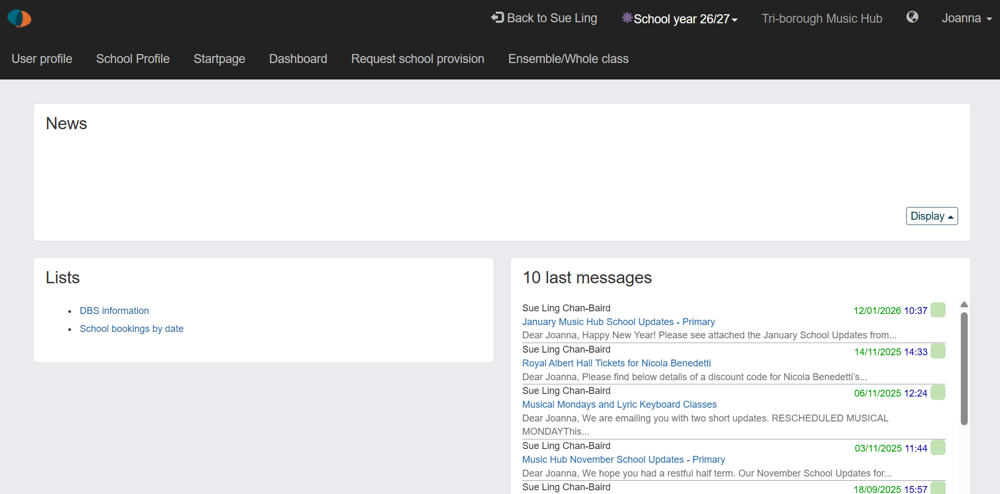 Back to Sue Ling
School year 26/27
Tri-borough Music Hub
Joanna
User profile
School Profile
Startpage
Dashboard
Request school provision
Ensemble/Whole class
News
Display
Lists
DBS information
School bookings by date
10 last messages
Sue Ling Chan-Baird
12/01/2026 10:37
January Music Hub School Updates - Primary
Dear Joanna, Happy New Year! Please see attached the January School Updates from...
Sue Ling Chan-Baird
14/11/2025 14:33
Royal Albert Hall Tickets for Nicola Benedetti
Dear Joanna, Please find below details of a discount code for Nicola Benedetti’s...
Sue Ling Chan-Baird
06/11/2025 12:24
Musical Mondays and Lyric Keyboard Classes
Dear Joanna, We are emailing you with two short updates. RESCHEDULED MUSICAL
MONDAYThis...
Sue Ling Chan-Baird
03/11/2025 11:44
Music Hub November School Updates - Primary
Dear Joanna, We hope you had a restful half term. Our November School Updates for...
Sue Ling Chan-Baird
18/09/2025 15:57